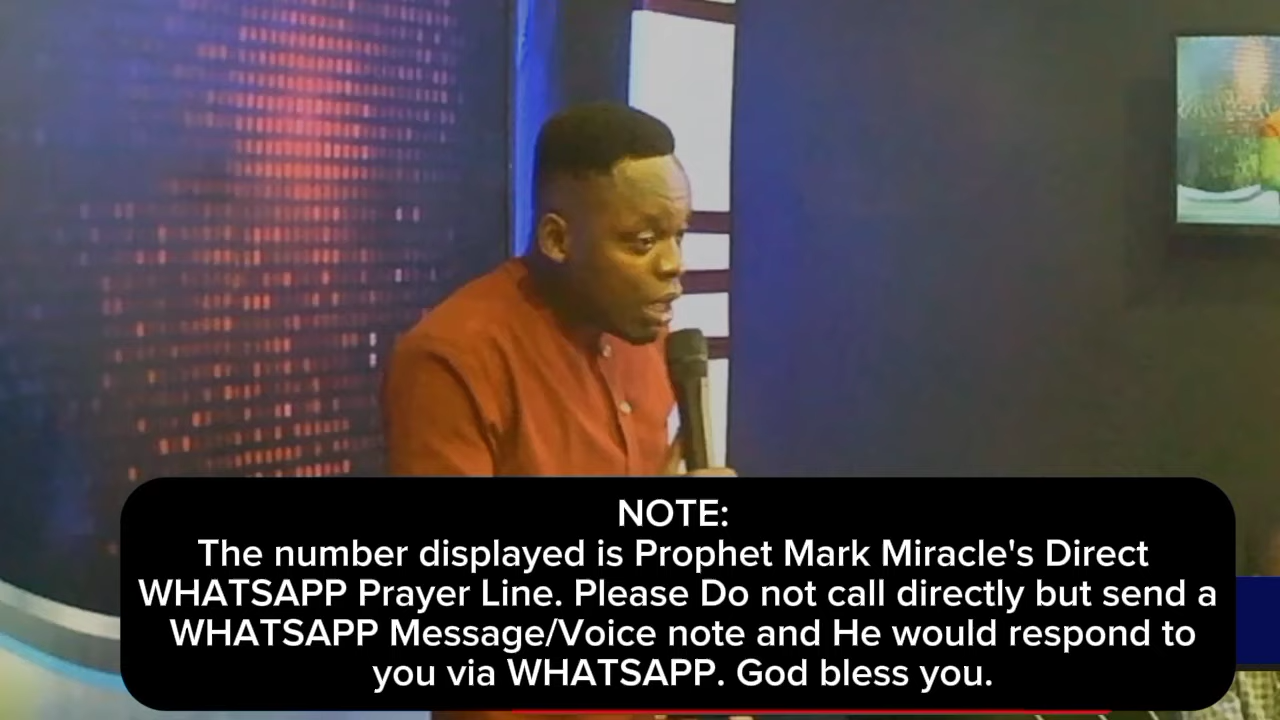 NOTE:
The number displayed is Prophet Mark Miracle's Direct
WHATSAPP Prayer Line. Please Do not call directly but send a
WHATSAPP Message/Voice note and He would respond to
you via WHATSAPP. God bless you.